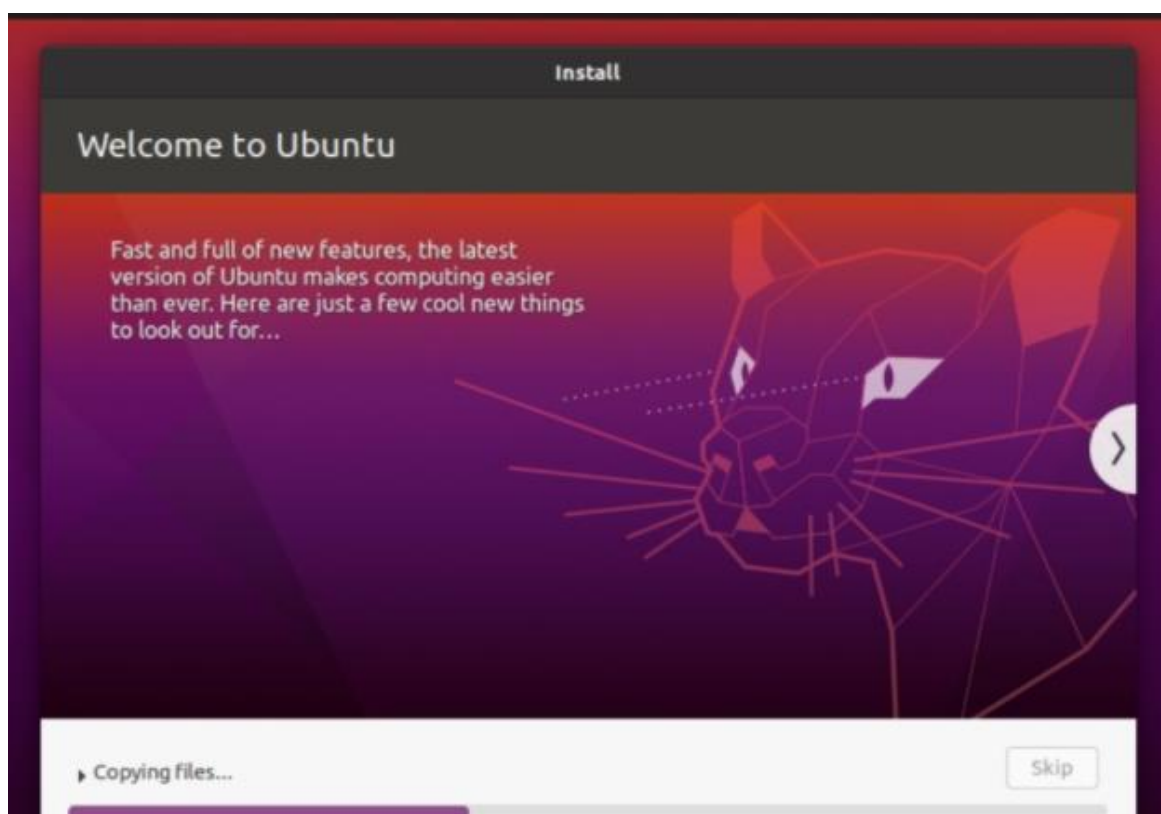 Install
Welcome to Ubuntu
Fast and full of new features, the latest
version of Ubuntu makes computing easier
than ever. Here are just a few cool new things
to look out for...
Copying files...
Skip